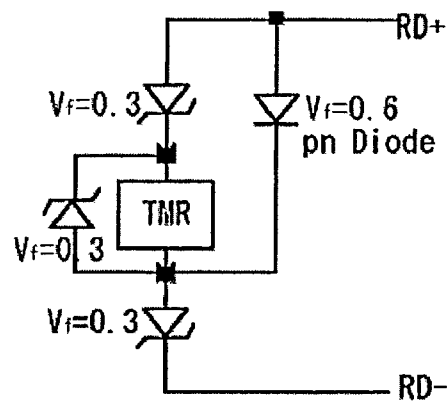 RD+
Vf=0.3
Vf=0.6
pn Diode
TMR
Vf=0.3
Vf=0.3
RD-